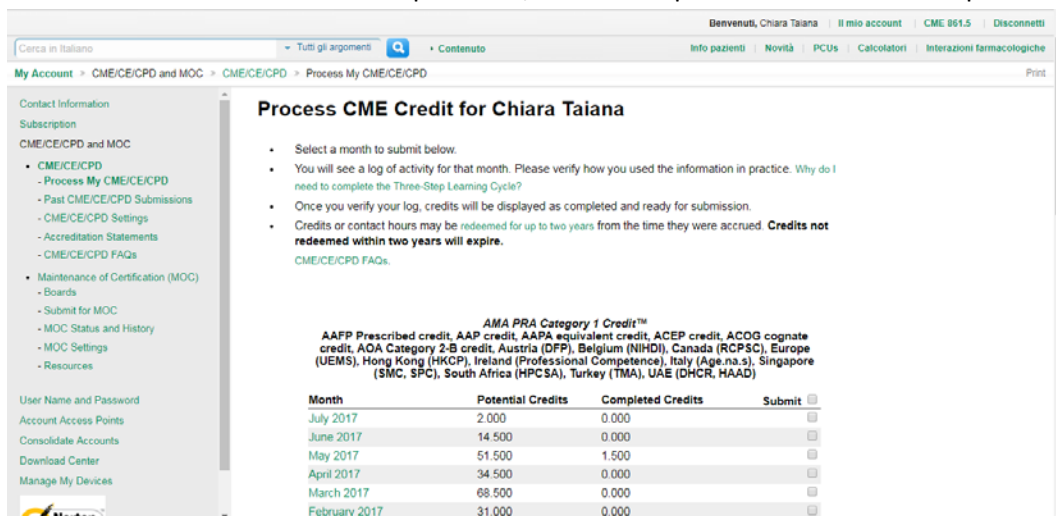 Benvenuti, Chiara Taiana Il mio account CME 861.5 Disconnetti
Cerca in Italiano Tutti gli argomenti Contenuto Info pazienti Novità PCUs Calcolatori Interazioni farmacologiche
My Account > CME/CE/CPD and MOC > CME/CE/CPD > Process My CME/CE/CPD Print
Contact Information
Subscription
CME/CE/CPD and MOC
• CME/CE/CPD
- Process My CME/CE/CPD
- Past CME/CE/CPD Submissions
- CME/CE/CPD Settings
- Accreditation Statements
- CME/CE/CPD FAQs
• Maintenance of Certification (MOC)
- Boards
- Submit for MOC
- MOC Status and History
- MOC Settings
- Resources
User Name and Password
Account Access Points
Consolidate Accounts
Download Center
Manage My Devices
Norton
Process CME Credit for Chiara Taiana
• Select a month to submit below.
• You will see a log of activity for that month. Please verify how you used the information in practice. Why do I
need to complete the Three-Step Learning Cycle?
• Once you verify your log, credits will be displayed as completed and ready for submission.
• Credits or contact hours may be redeemed for up to two years from the time they were accrued. Credits not
redeemed within two years will expire.
CME/CE/CPD FAQs.
AMA PRA Category 1 Credit™
AAFP Prescribed credit, AAP credit, AAPA equivalent credit, ACEP credit, ACOG cognate
credit, AOA Category 2-B credit, Austria (DFP), Belgium (NIHDI), Canada (RCPSC), Europe
(UEMS), Hong Kong (HKCP), Ireland (Professional Competence), Italy (Age.na.s), Singapore
(SMC, SPC), South Africa (HPCSA), Turkey (TMA), UAE (DHCR, HAAD)
Month Potential Credits Completed Credits Submit
July 2017 2.000 0.000
June 2017 14.500 0.000
May 2017 51.500 1.500
April 2017 34.500 0.000
March 2017 68.500 0.000
February 2017 31.000 0.000